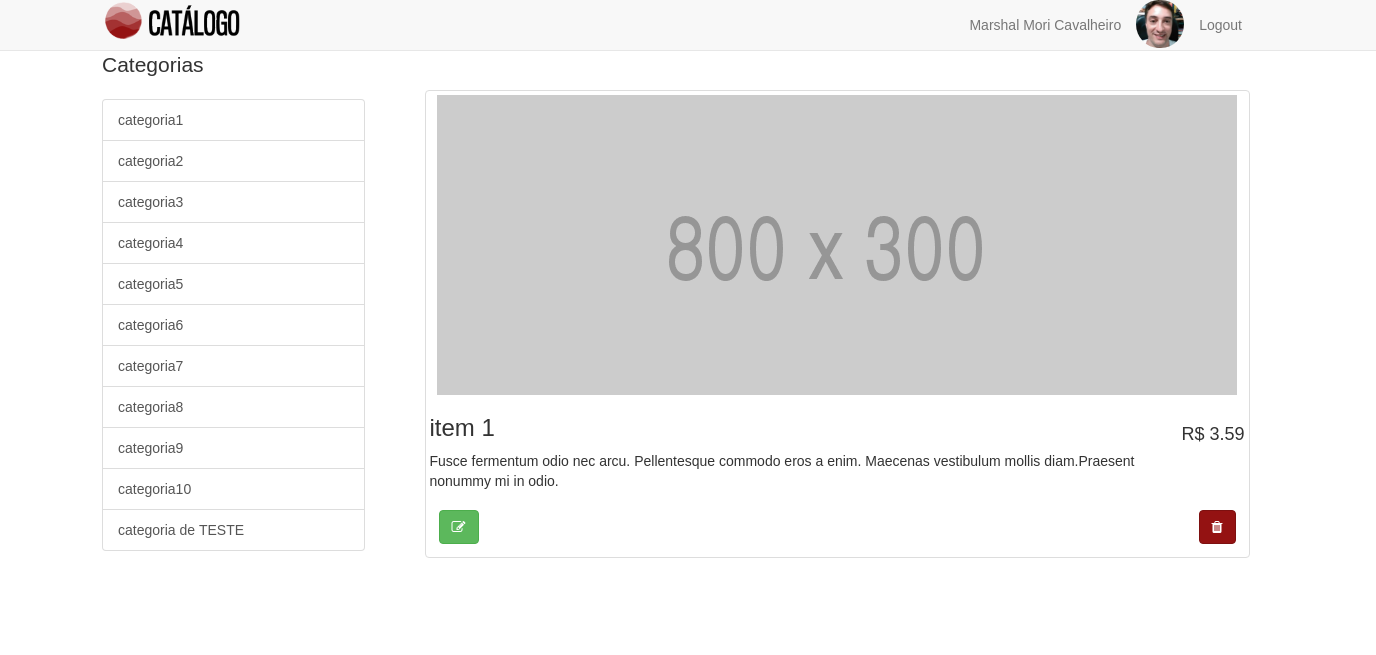 CATÁLOGO
Marshal Mori Cavalheiro
Logout
Categorias
categoria1
categoria2
categoria3
categoria4
categoria5
categoria6
categoria7
categoria8
categoria9
categoria10
categoria de TESTE
800 x 300
item 1
R$ 3.59
Fusce fermentum odio nec arcu. Pellentesque commodo eros a enim. Maecenas vestibulum mollis diam.Praesent
nonummy mi in odio.